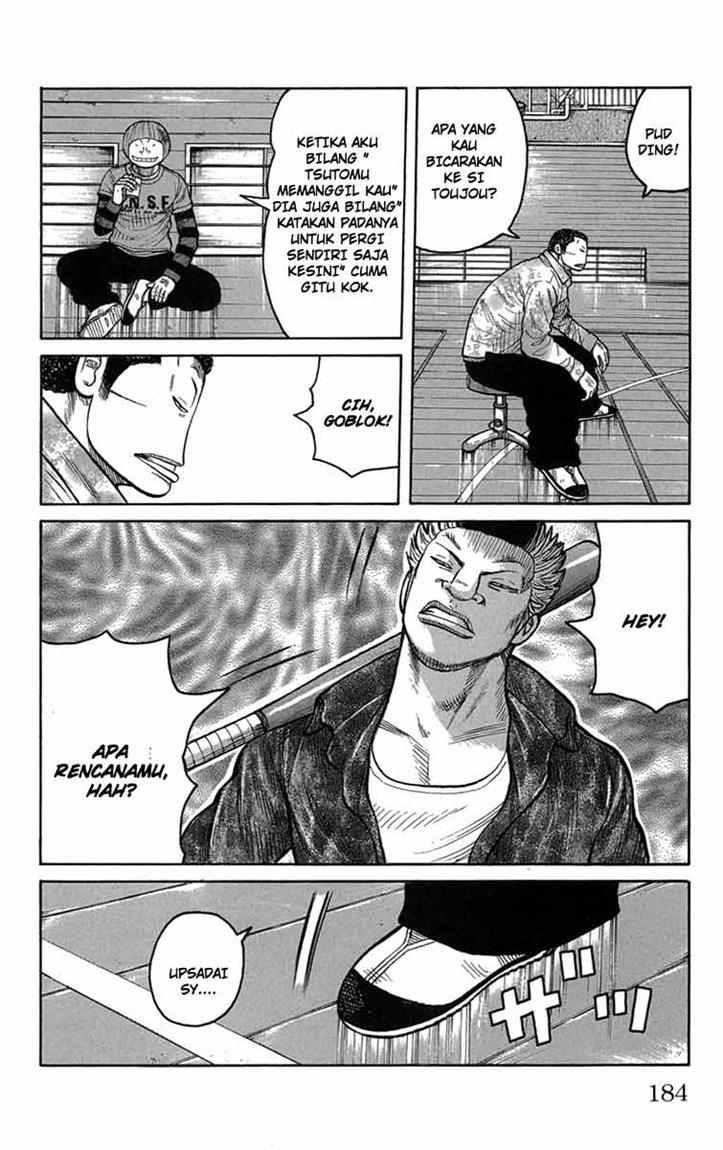 PUD
DING!
APA YANG
KAU
BICARAKAN
KE SI
TOUJOU?
KETIKA AKU
BILANG "
TSUTOMU
MEMANGGIL KAU"
DIA JUGA BILANG"
KATAKAN PADANYA
UNTUK PERGI
SENDIRI SAJA
KESINI" CUMA
GITU KOK.
N.S.F
CIH,
GOBLOK!
HEY!
APA
RENCANAMU,
HAH?
UPSADAI
SY....
ザッ
184